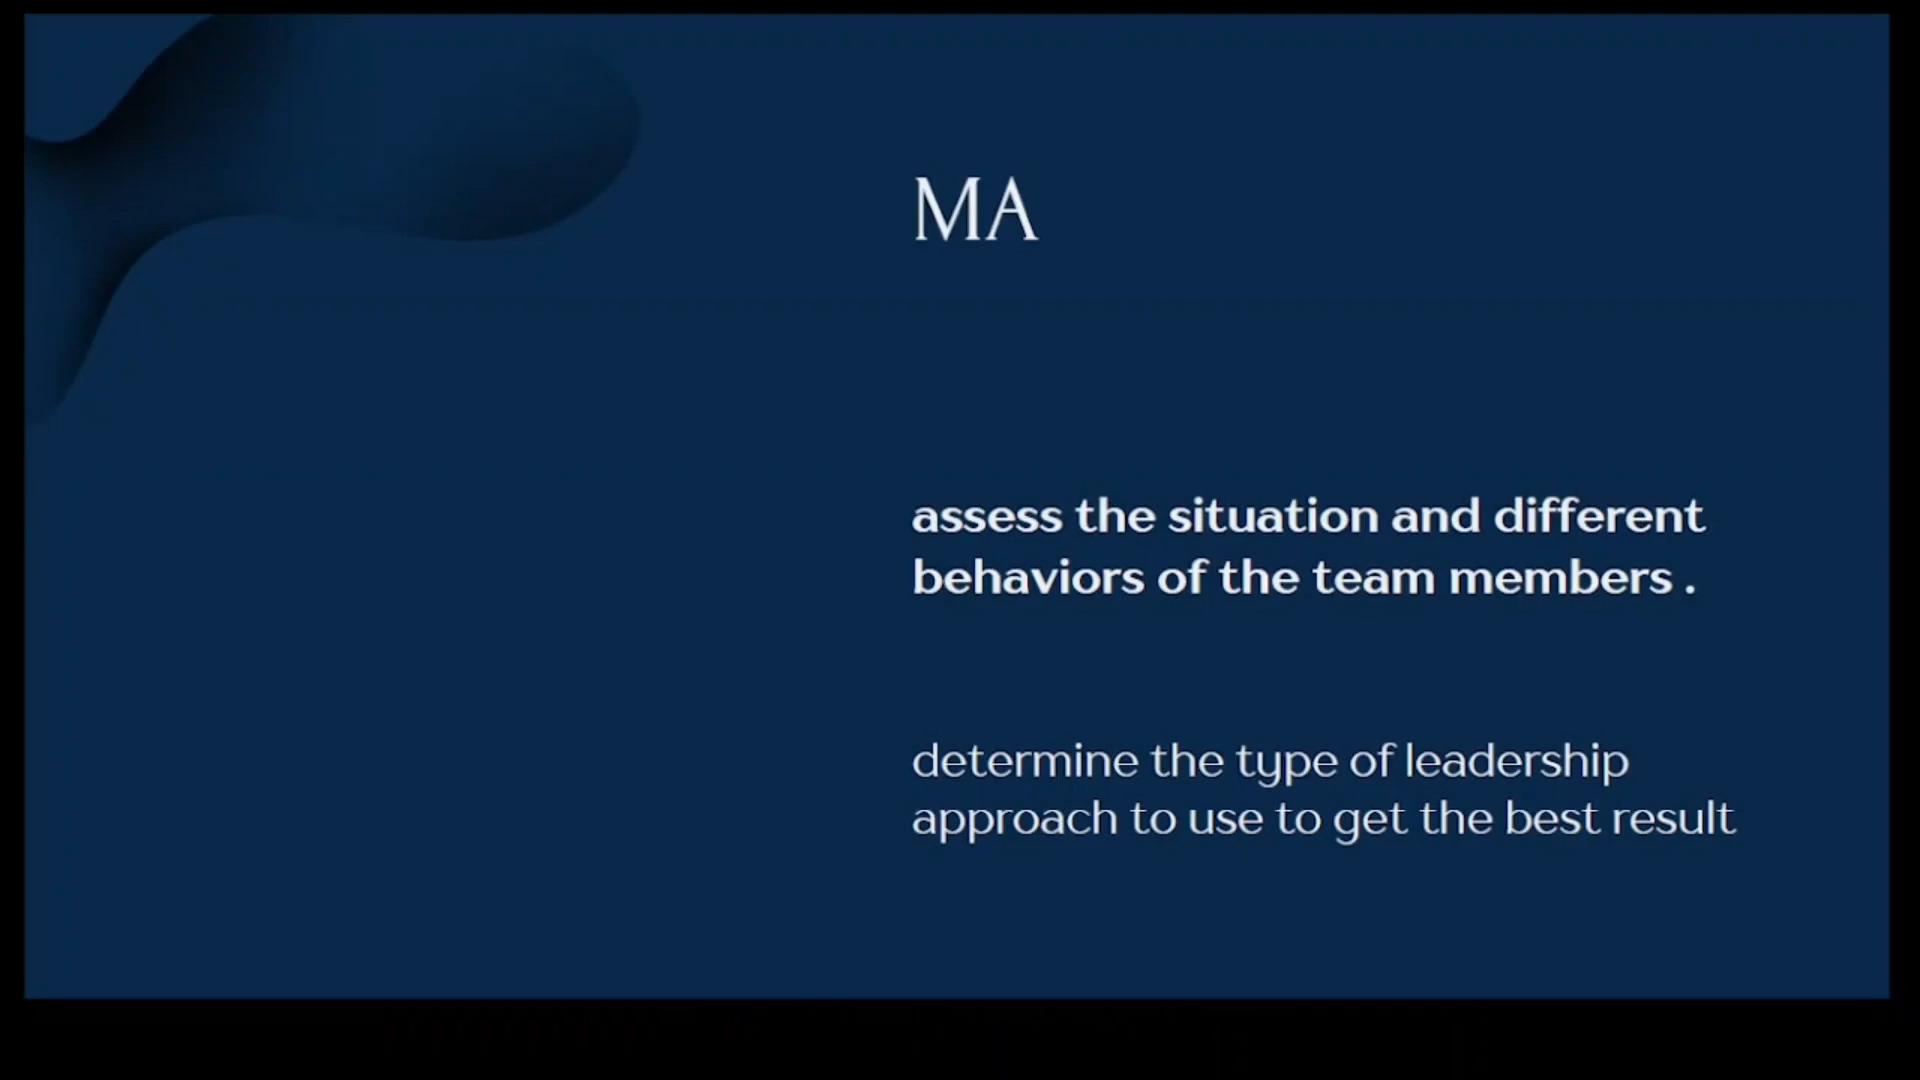 MA
assess the situation and different
behaviors of the team members .
determine the type of leadership
approach to use to get the best result